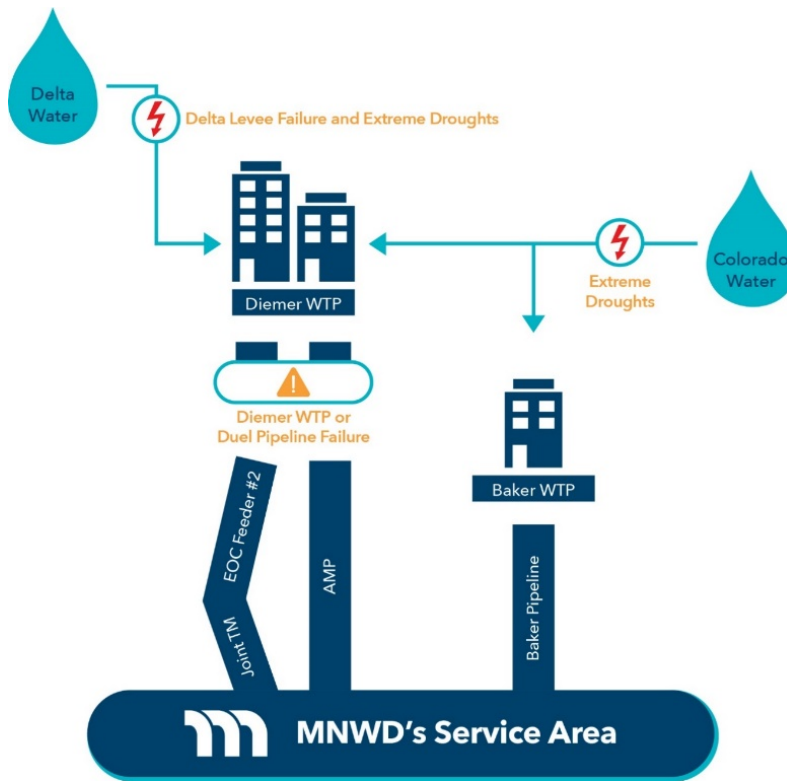 Delta
Water
Delta Levee Failure and Extreme Droughts
Colorado
Water
Extreme
Droughts
Diemer WTP
Diemer WTP or
Duel Pipeline Failure
Baker WTP
EOC Feeder #2
Joint TM
AMP
Baker Pipeline
MNWD's Service Area